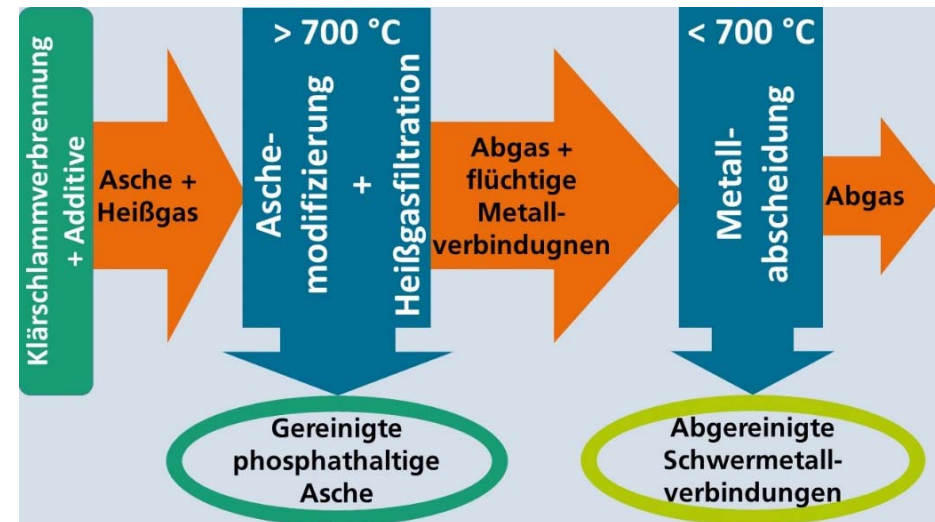 Klärschlammverbrennung
+ Additive
Asche +
Heißgas
> 700 °C
Asche-
modifizierung
+
Heißgasfiltration
Abgas +
flüchtige
Metall-
verbindugnen
< 700 °C
Metall-
abscheidung
Abgas
Gereinigte
phosphathaltige
Asche
Abgereinigte
Schwermetall-
verbindungen